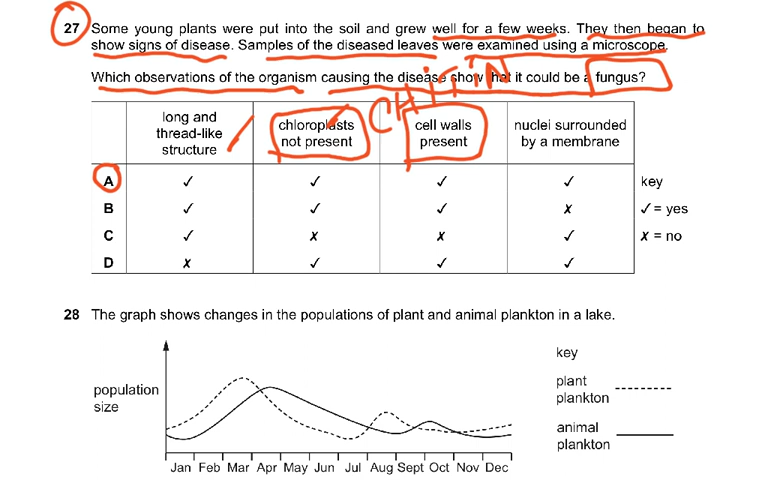 27 Some young plants were put into the soil and grew well for a few weeks. They then began to
show signs of disease. Samples of the diseased leaves were examined using a microscope.
Which observations of the organism causing the disease show that it could be a fungus?
CHITIN
long and
thread-like
structure
chloroplasts
not present
cell walls
present
nuclei surrounded
by a membrane
A ✓ ✓ ✓ ✓ key
B ✓ ✓ ✓ ✗ ✓ = yes
C ✓ ✗ ✗ ✓ ✗ = no
D ✗ ✓ ✓ ✓
28 The graph shows changes in the populations of plant and animal plankton in a lake.
population
size
key
plant
plankton
animal
plankton
Jan Feb Mar Apr May Jun Jul Aug Sept Oct Nov Dec